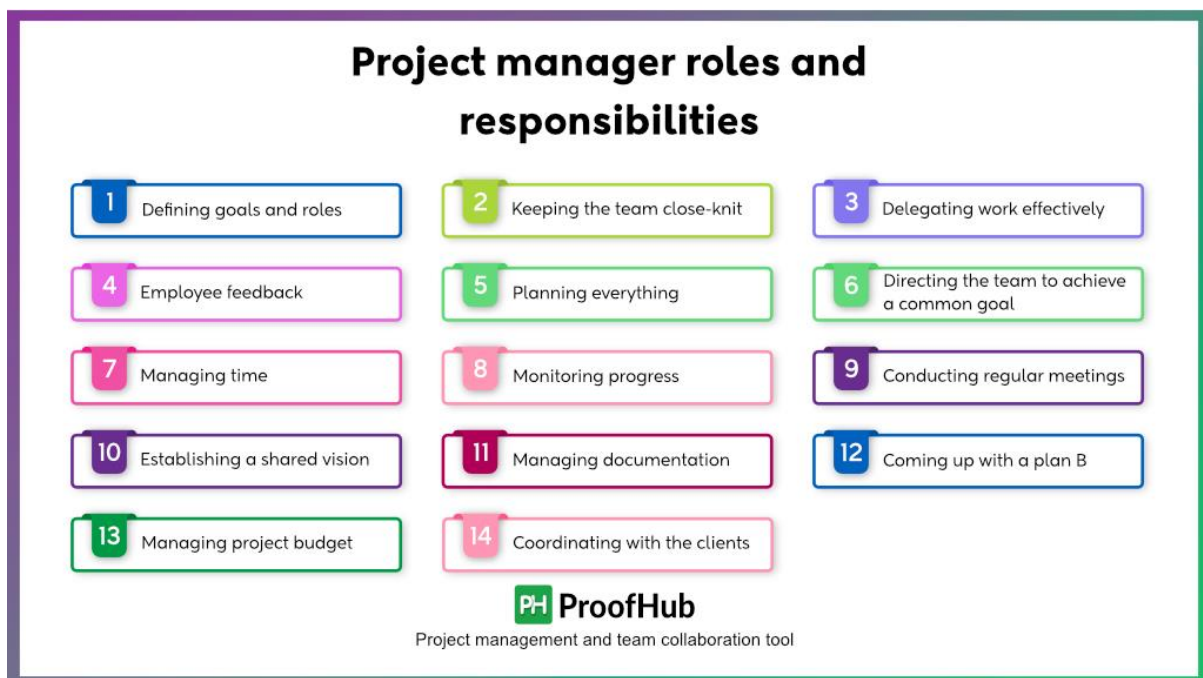 Project manager roles and
responsibilities
1 Defining goals and roles
2 Keeping the team close-knit
3 Delegating work effectively
4 Employee feedback
5 Planning everything
6 Directing the team to achieve
a common goal
7 Managing time
8 Monitoring progress
9 Conducting regular meetings
10 Establishing a shared vision
11 Managing documentation
12 Coming up with a plan B
13 Managing project budget
14 Coordinating with the clients
PH ProofHub
Project management and team collaboration tool